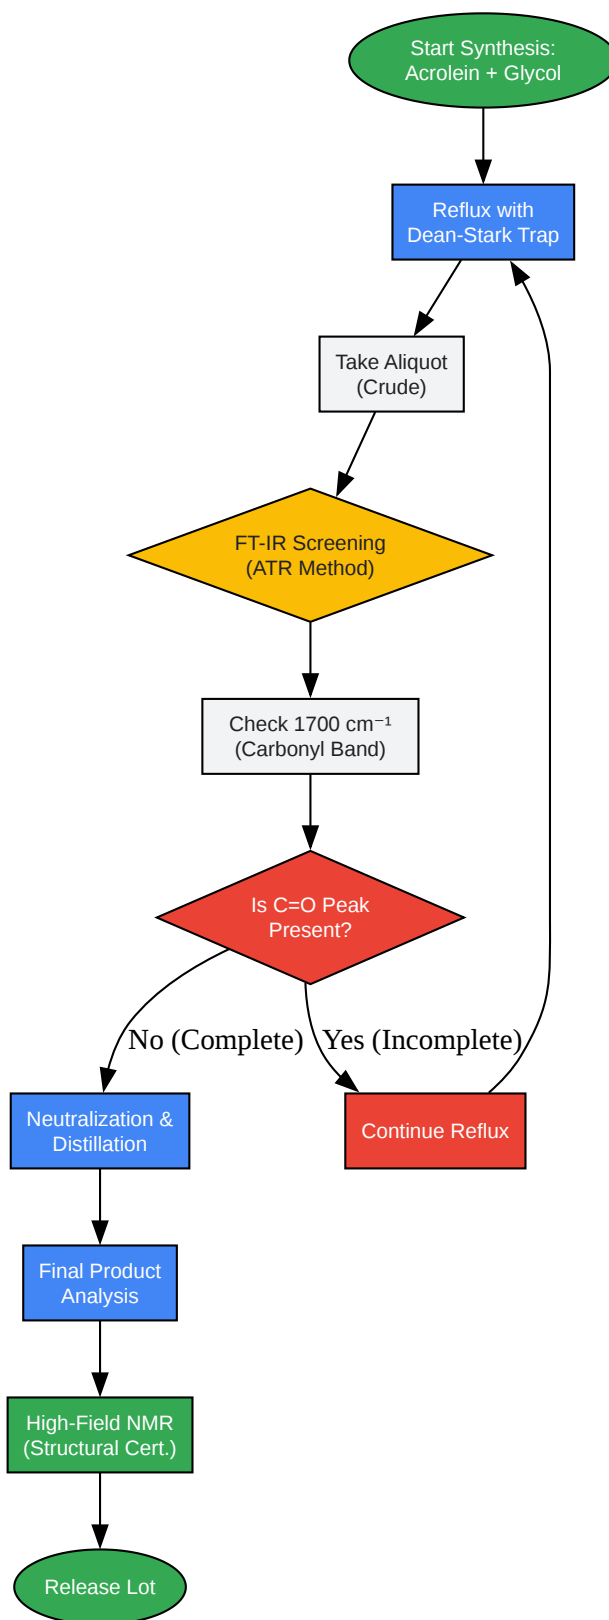 Start Synthesis:
Acrolein + Glycol
Reflux with
Dean-Stark Trap
Take Aliquot
(Crude)
FT-IR Screening
(ATR Method)
Check 1700 cm⁻¹
(Carbonyl Band)
Is C=O Peak
Present?
No (Complete)
Yes (Incomplete)
Neutralization &
Distillation
Continue Reflux
Final Product
Analysis
High-Field NMR
(Structural Cert.)
Release Lot